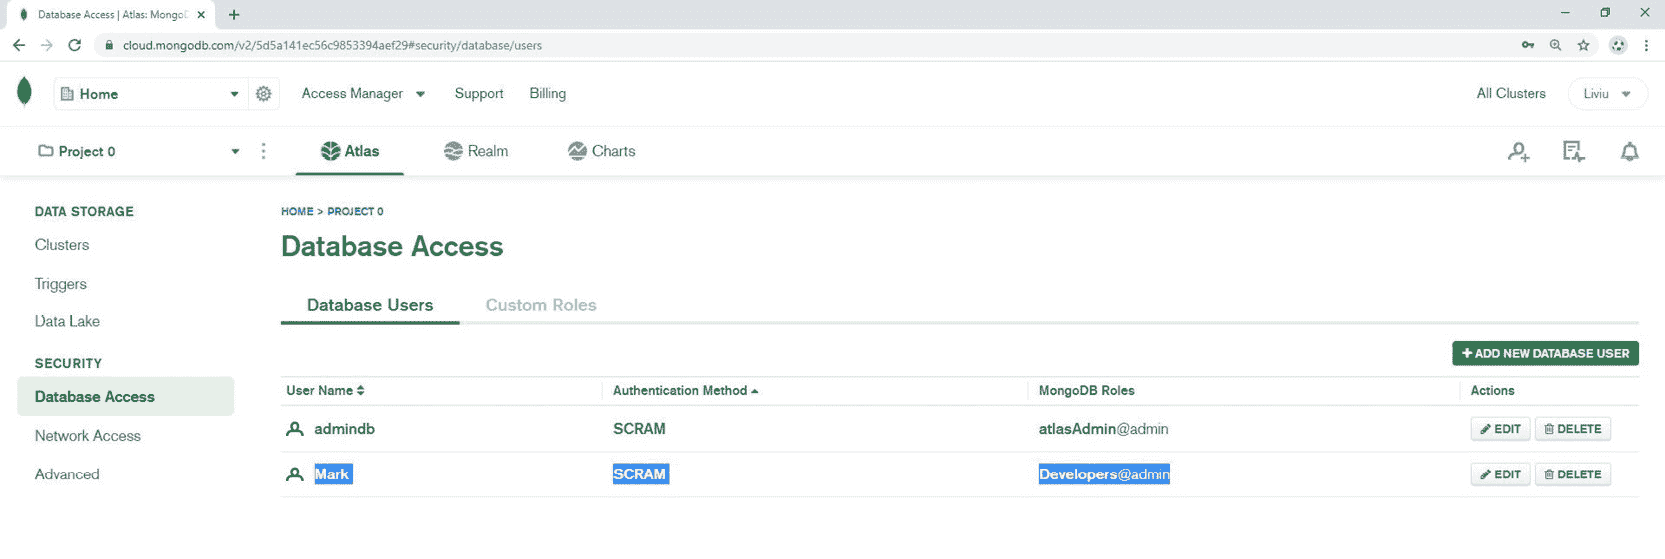 Database Access | Atlas: Mongo
cloud.mongodb.com/v2/5d5a141ec56c9853394aef29#security/database/users
Home Access Manager Support Billing All Clusters Liviu
Project 0 Atlas Realm Charts
DATA STORAGE
Clusters
Triggers
Data Lake
SECURITY
Database Access
Network Access
Advanced
HOME > PROJECT 0
Database Access
Database Users Custom Roles
+ ADD NEW DATABASE USER
User Name Authentication Method MongoDB Roles Actions
admindb SCRAM atlasAdmin@admin EDIT DELETE
Mark SCRAM Developers@admin EDIT DELETE